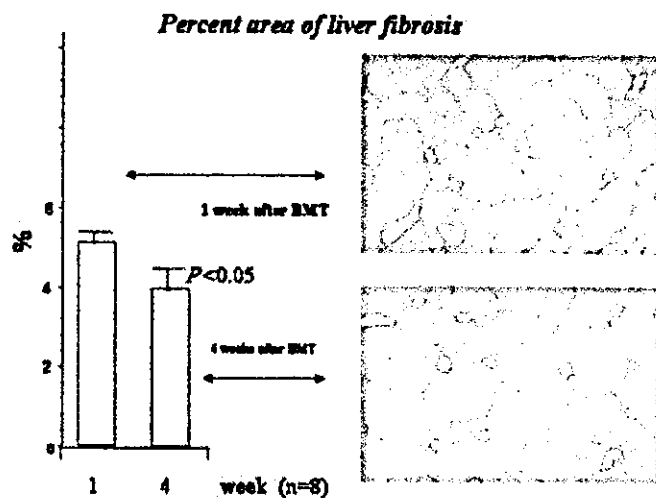 Percent area of liver fibrosis
%
6
4
2
0
1 week after BMT
P<0.05
4 weeks after BMT
1 4 week (n=8)